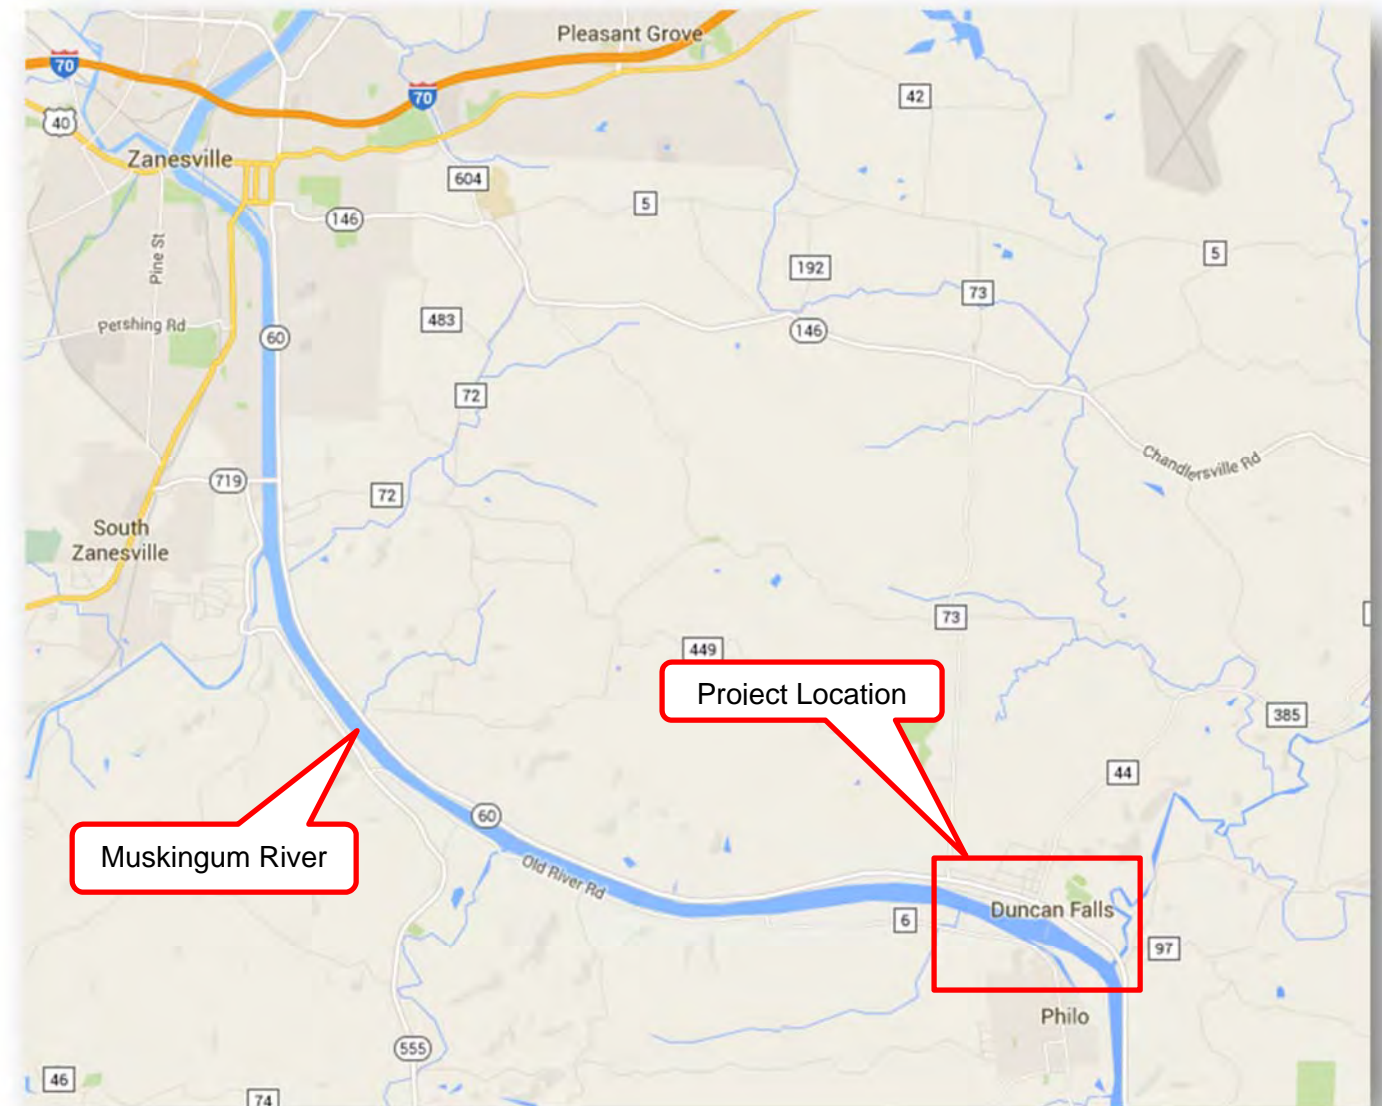 Pleasant Grove
70
70
42
40
Zanesville
604
5
146
Pine St
5
192
73
483
Pershing Rd
146
60
72
Chandlersville Rd
719
72
South
Zanesville
73
449
Project Location
385
44
60
Muskingum River
Old River Rd
Duncan Falls
6
97
Philo
555
46
74